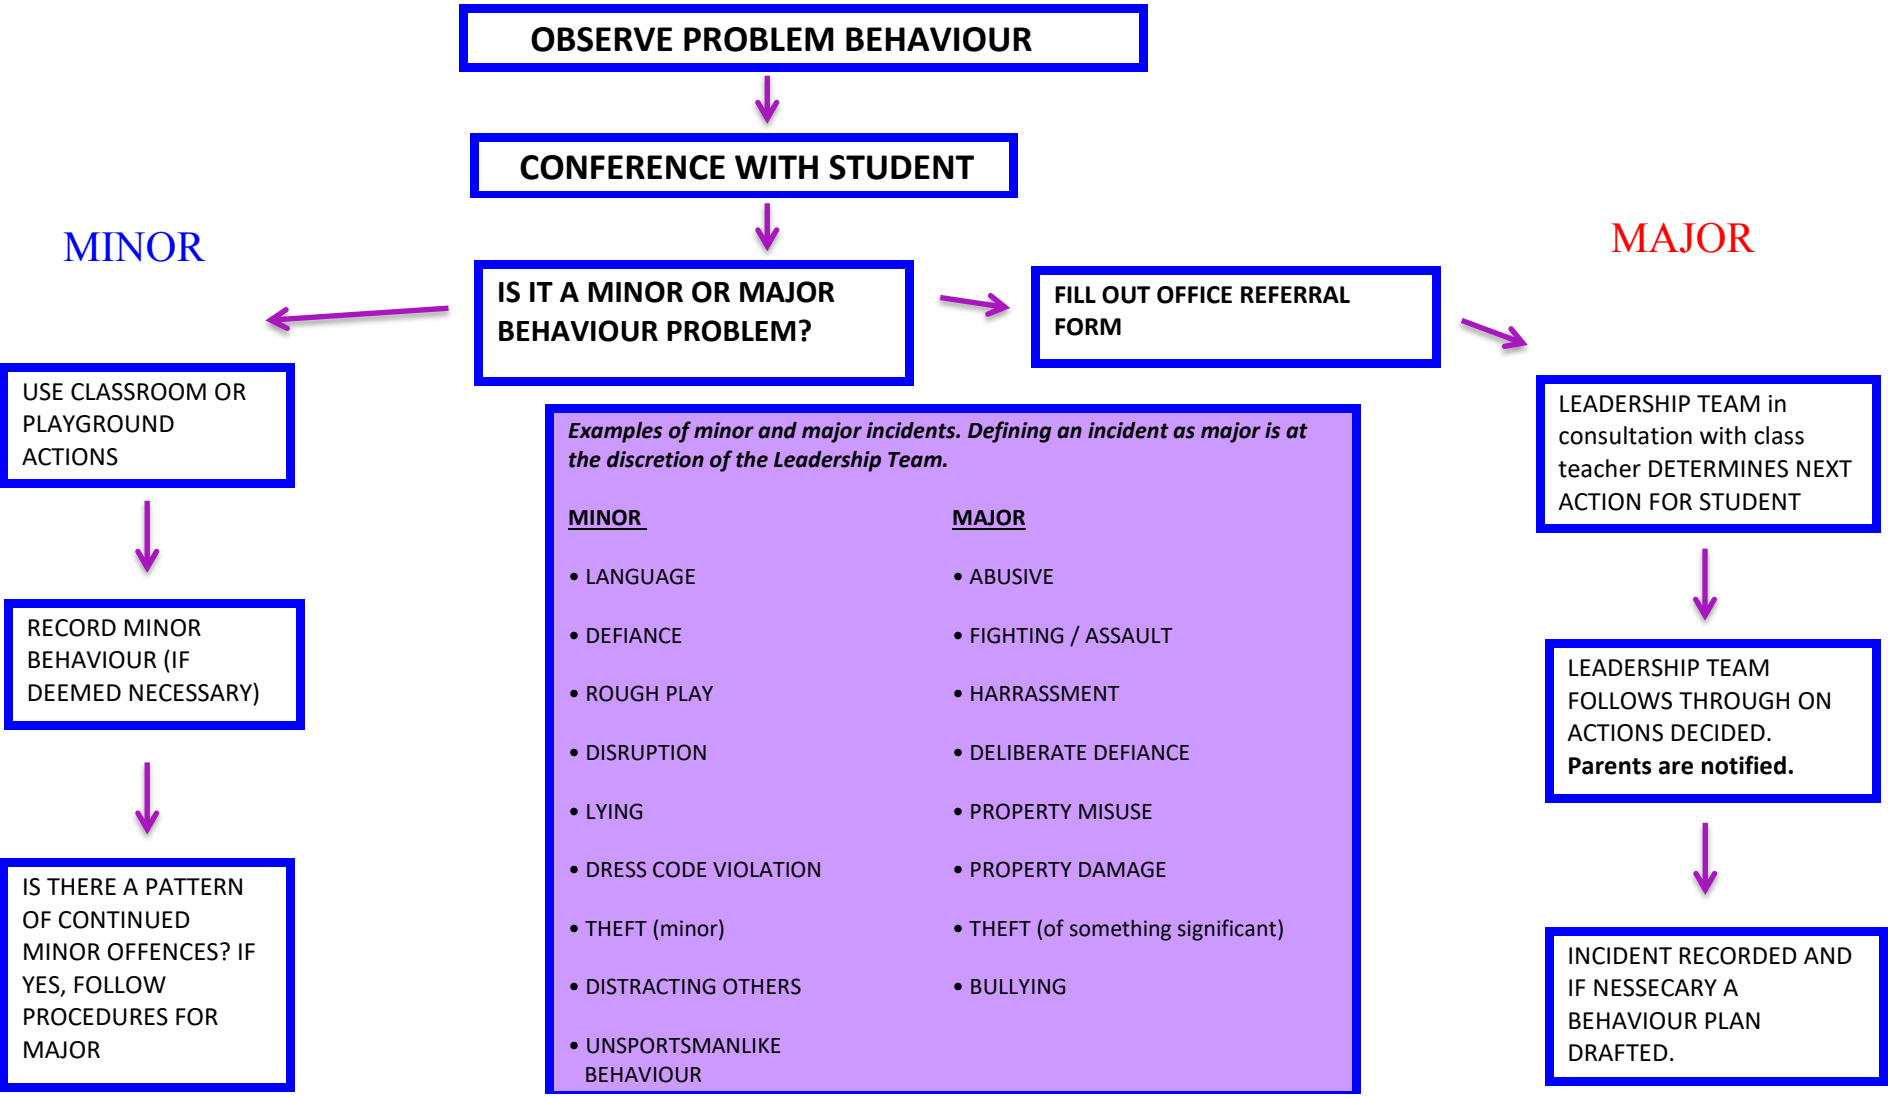 OBSERVE PROBLEM BEHAVIOUR
CONFERENCE WITH STUDENT
MINOR
MAJOR
IS IT A MINOR OR MAJOR
BEHAVIOUR PROBLEM?
FILL OUT OFFICE REFERRAL
FORM
USE CLASSROOM OR
PLAYGROUND
ACTIONS
RECORD MINOR
BEHAVIOUR (IF
DEEMED NECESSARY)
IS THERE A PATTERN
OF CONTINUED
MINOR OFFENCES? IF
YES, FOLLOW
PROCEDURES FOR
MAJOR
Examples of minor and major incidents. Defining an incident as major is at
the discretion of the Leadership Team.
MINOR
• LANGUAGE
• DEFIANCE
• ROUGH PLAY
• DISRUPTION
• LYING
• DRESS CODE VIOLATION
• THEFT (minor)
• DISTRACTING OTHERS
• UNSPORTSMANLIKE
BEHAVIOUR
MAJOR
• ABUSIVE
• FIGHTING / ASSAULT
• HARRASSMENT
• DELIBERATE DEFIANCE
• PROPERTY MISUSE
• PROPERTY DAMAGE
• THEFT (of something significant)
• BULLYING
LEADERSHIP TEAM in
consultation with class
teacher DETERMINES NEXT
ACTION FOR STUDENT
LEADERSHIP TEAM
FOLLOWS THROUGH ON
ACTIONS DECIDED.
Parents are notified.
INCIDENT RECORDED AND
IF NESSECARY A
BEHAVIOUR PLAN
DRAFTED.